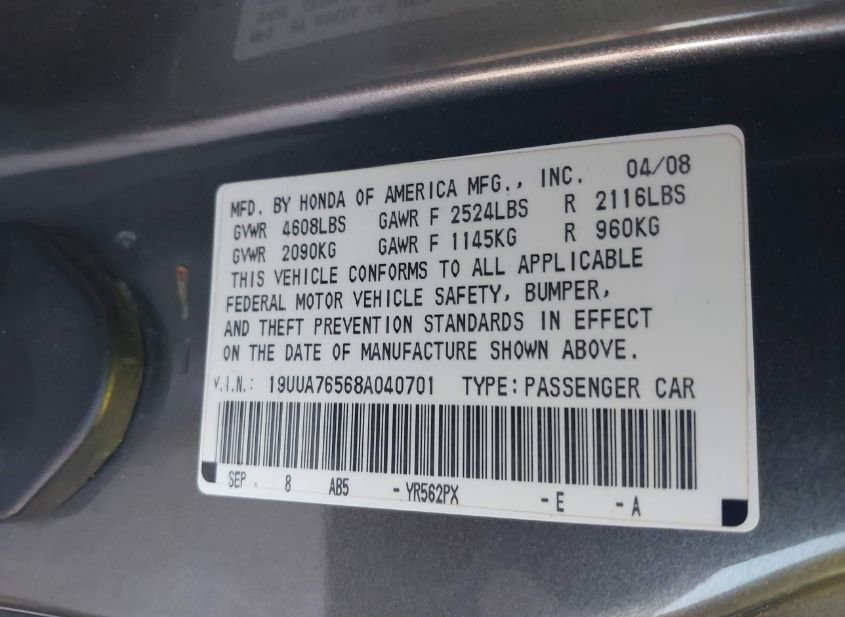 MFD. BY HONDA OF AMERICA MFG., INC. 04/08
GVWR 4608LBS GAWR F 2524LBS R 2116LBS
GVWR 2090KG GAWR F 1145KG R 960KG
THIS VEHICLE CONFORMS TO ALL APPLICABLE
FEDERAL MOTOR VEHICLE SAFETY, BUMPER,
AND THEFT PREVENTION STANDARDS IN EFFECT
ON THE DATE OF MANUFACTURE SHOWN ABOVE.
V.I.N.: 19UUA76568A040701 TYPE: PASSENGER CAR
SEP. 8 AB5 - YR562PX - E - A